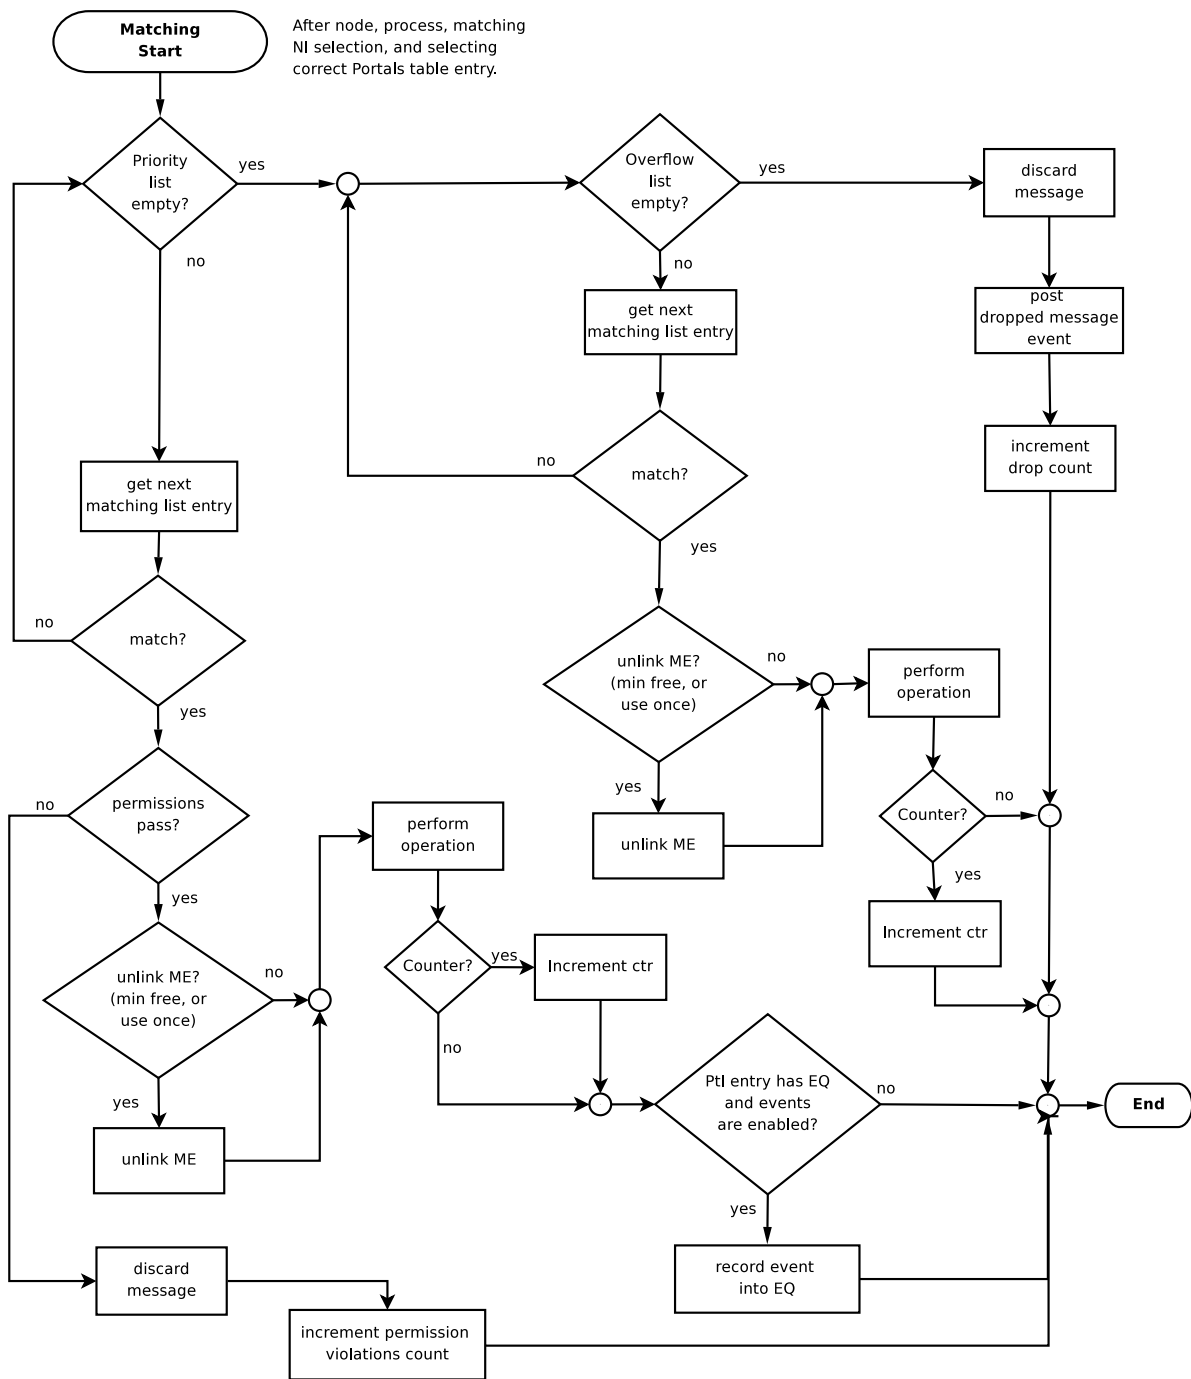 Matching
Start
After node, process, matching
NI selection, and selecting
correct Portals table entry.
Priority
list
empty?
yes
no
Overflow
list
empty?
yes
no
discard
message
post
dropped message
event
increment
drop count
get next
matching list entry
match?
no
yes
get next
matching list entry
match?
no
yes
unlink ME?
(min free, or
use once)
no
yes
unlink ME
perform
operation
Counter?
no
yes
Increment ctr
permissions
pass?
no
yes
unlink ME?
(min free, or
use once)
no
yes
unlink ME
perform
operation
Counter?
yes
no
Increment ctr
Ptl entry has EQ
and events
are enabled?
no
yes
End
record event
into EQ
discard
message
increment permission
violations count